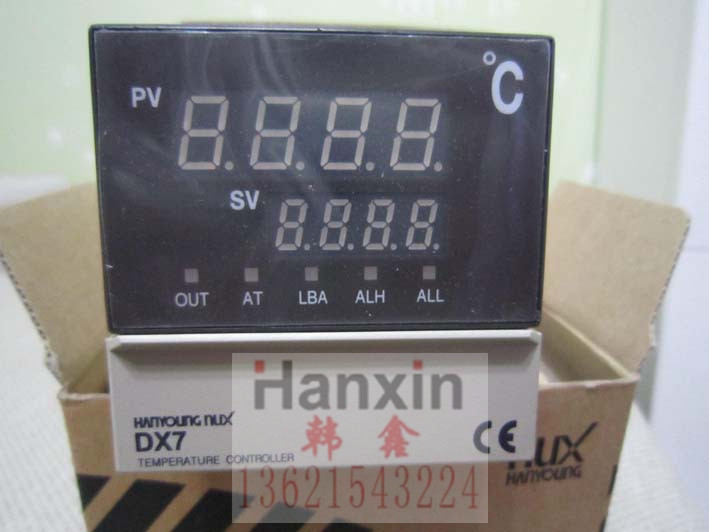 °C
PV
8.8.8.8.
SV
8.8.8.8.
OUT AT LBA ALH ALL
Hanxin
HANYOUNG nux
DX7
韩鑫
CE
TEMPERATURE CONTROLLER
nux
HANYOUNG
13621543224